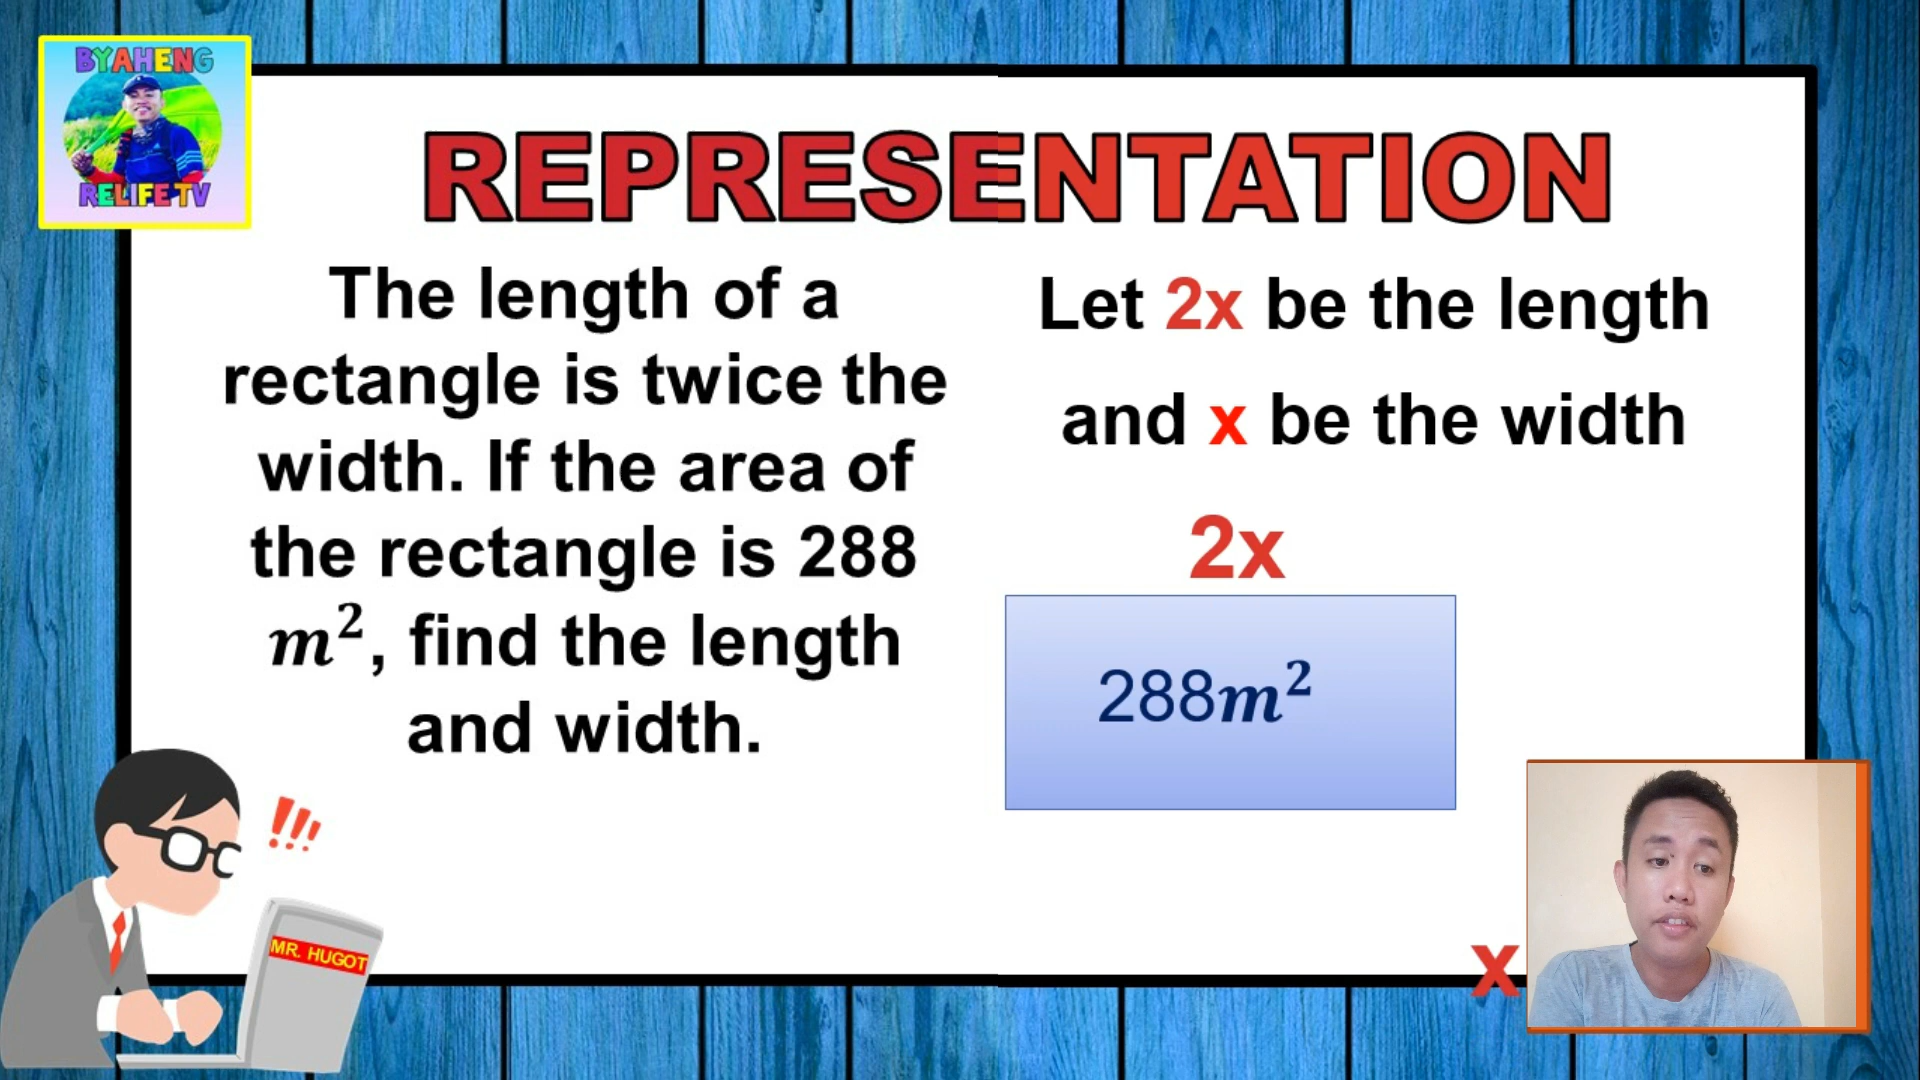 BYAHENG
RELIFE TV
REPRESENTATION
The length of a
rectangle is twice the
width. If the area of
the rectangle is 288
m², find the length
and width.
Let 2x be the length
and x be the width
2x
288m²
x
!!!
MR. HUGOT